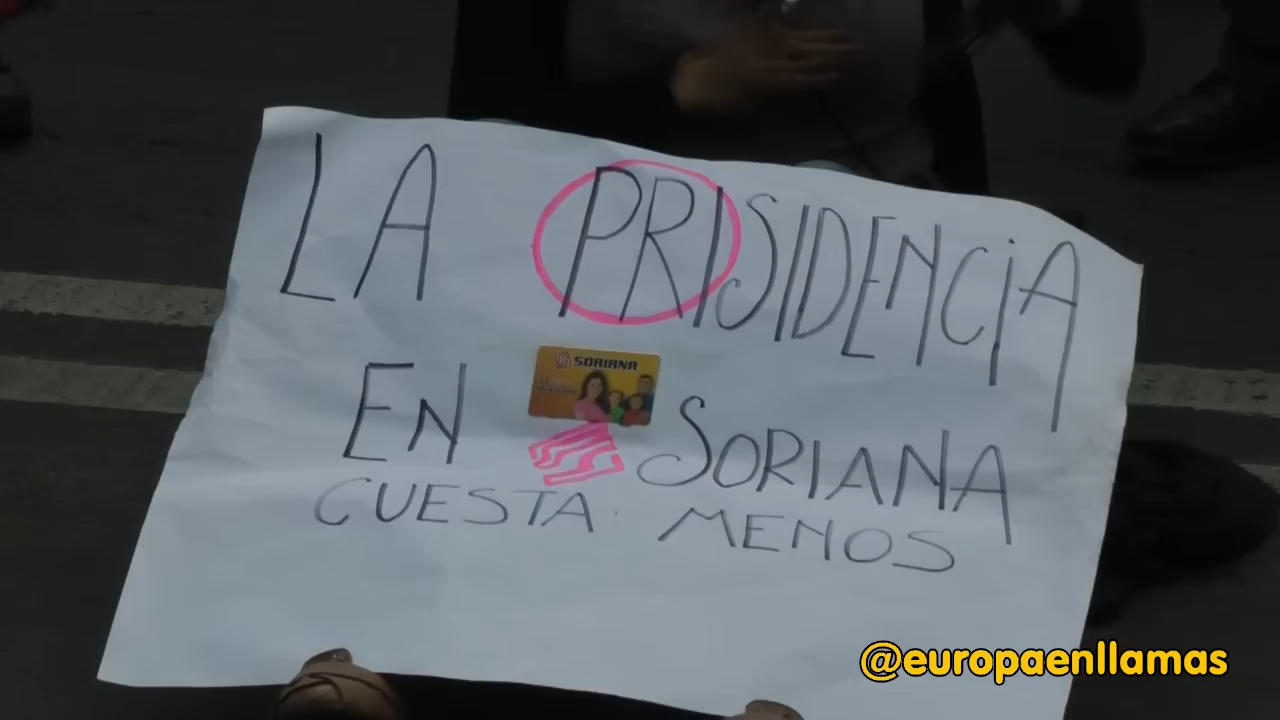 LA PRISIDENCIA
SORIANA
EN SORIANA
CUESTA MENOS
@europaenllamas